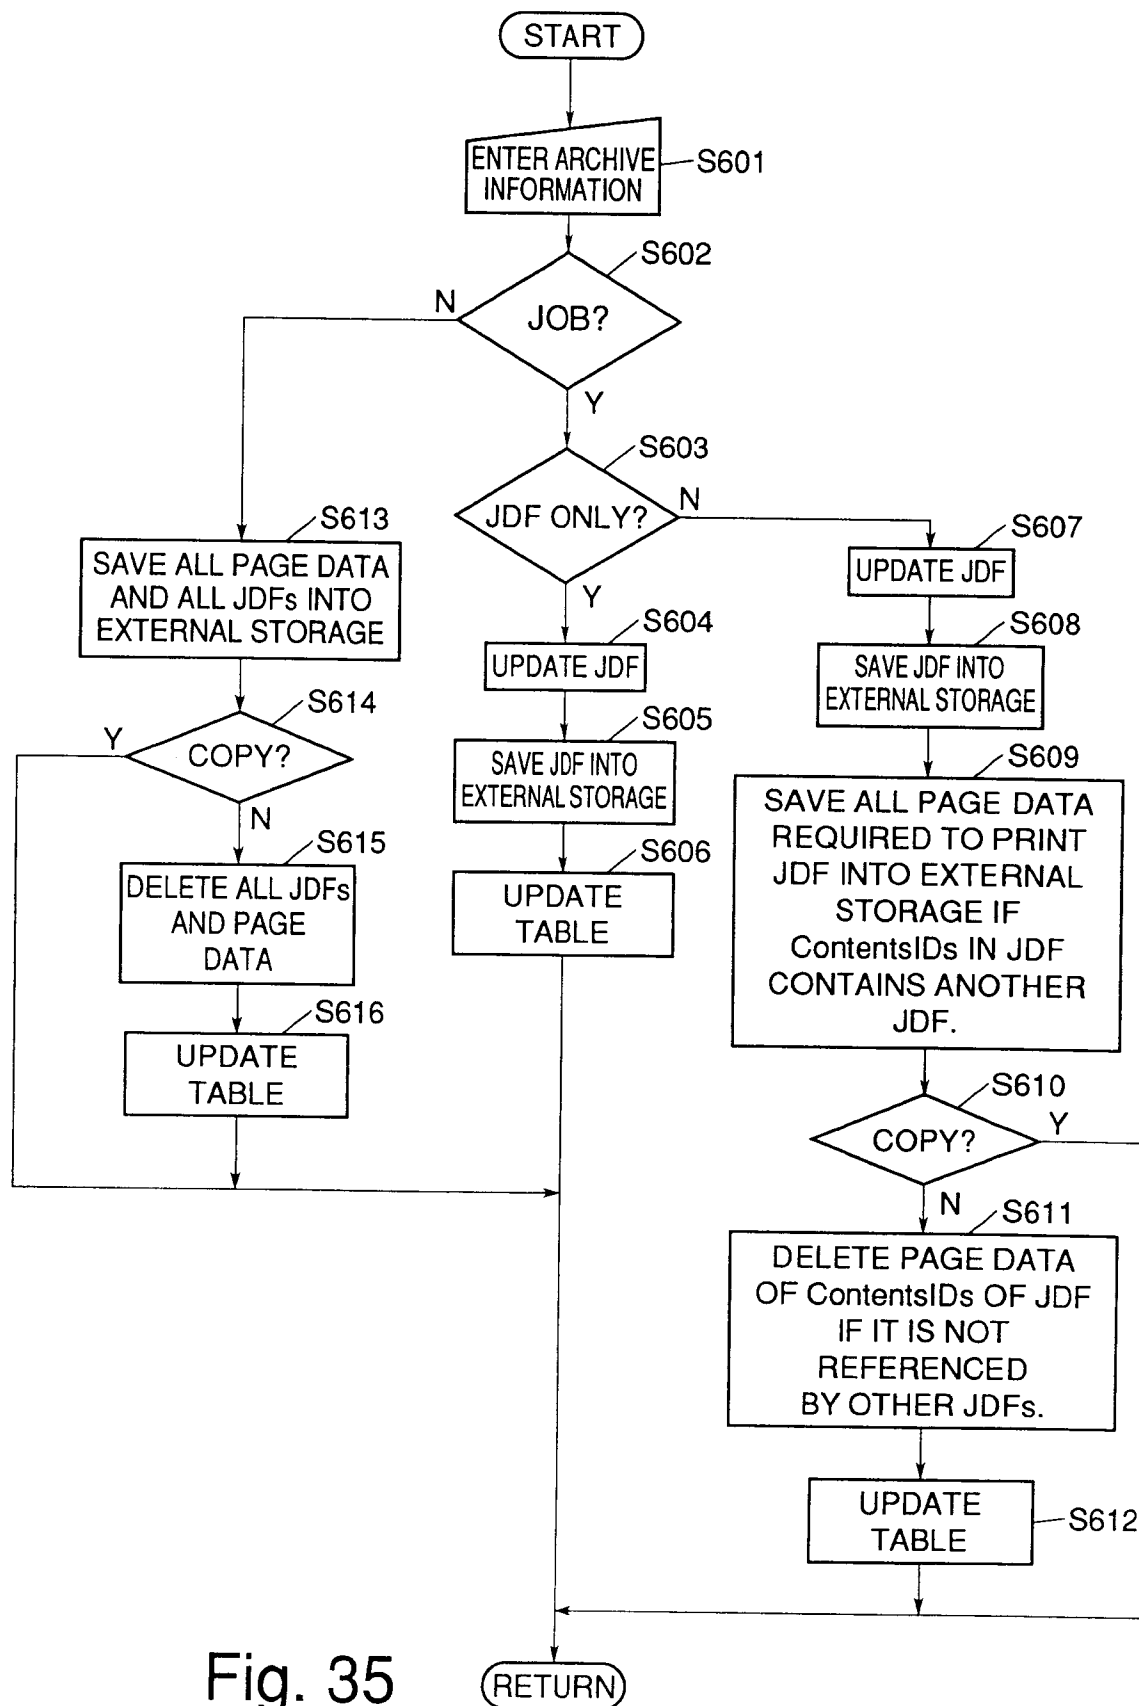 START
ENTER ARCHIVE
INFORMATION
S601
S602
JOB?
N
Y
S603
JDF ONLY?
N
Y
S613
SAVE ALL PAGE DATA
AND ALL JDFs INTO
EXTERNAL STORAGE
S614
COPY?
Y
N
S615
DELETE ALL JDFs
AND PAGE
DATA
S616
UPDATE
TABLE
S604
UPDATE JDF
S605
SAVE JDF INTO
EXTERNAL STORAGE
S606
UPDATE
TABLE
S607
UPDATE JDF
S608
SAVE JDF INTO
EXTERNAL STORAGE
S609
SAVE ALL PAGE DATA
REQUIRED TO PRINT
JDF INTO EXTERNAL
STORAGE IF
ContentsIDs IN JDF
CONTAINS ANOTHER
JDF.
S610
COPY?
Y
N
S611
DELETE PAGE DATA
OF ContentsIDs OF JDF
IF IT IS NOT
REFERENCED
BY OTHER JDFs.
UPDATE
TABLE
S612
RETURN
Fig. 35